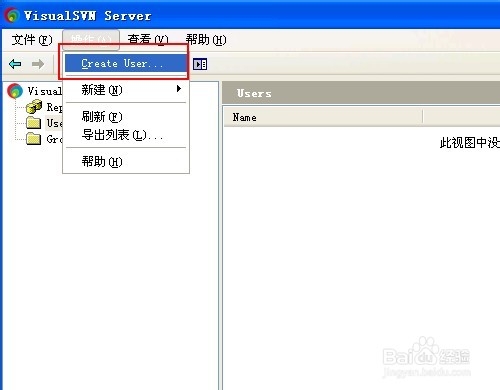 VisualSVN Server
文件(F) 操作(A) 查看(V) 帮助(H)
Create User...
Visual
新建(N)
Users
Rep
刷新(F)
Use
Name
导出列表(L)...
Gro
此视图中没
帮助(H)
Baidu经验
jingyan.baidu.com